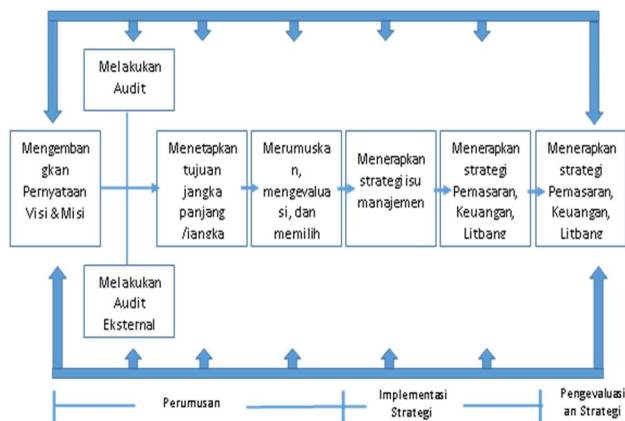 Melakukan
Audit
Mengemban
gkan
Pernyataan
Visi & Misi
Menetapkan
tujuan
jangka
panjang
/jangka
Merumuska
n,
mengevalua
si, dan
memilih
Menerapkan
strategi isu
manajemen
Menerapkan
strategi
Pemasaran,
Keuangan,
Litbang
Menerapkan
strategi
Pemasaran,
Keuangan,
Litbang
Melakukan
Audit
Eksternal
Perumusan
Implementasi
Strategi
Pengevaluasi
an Strategi